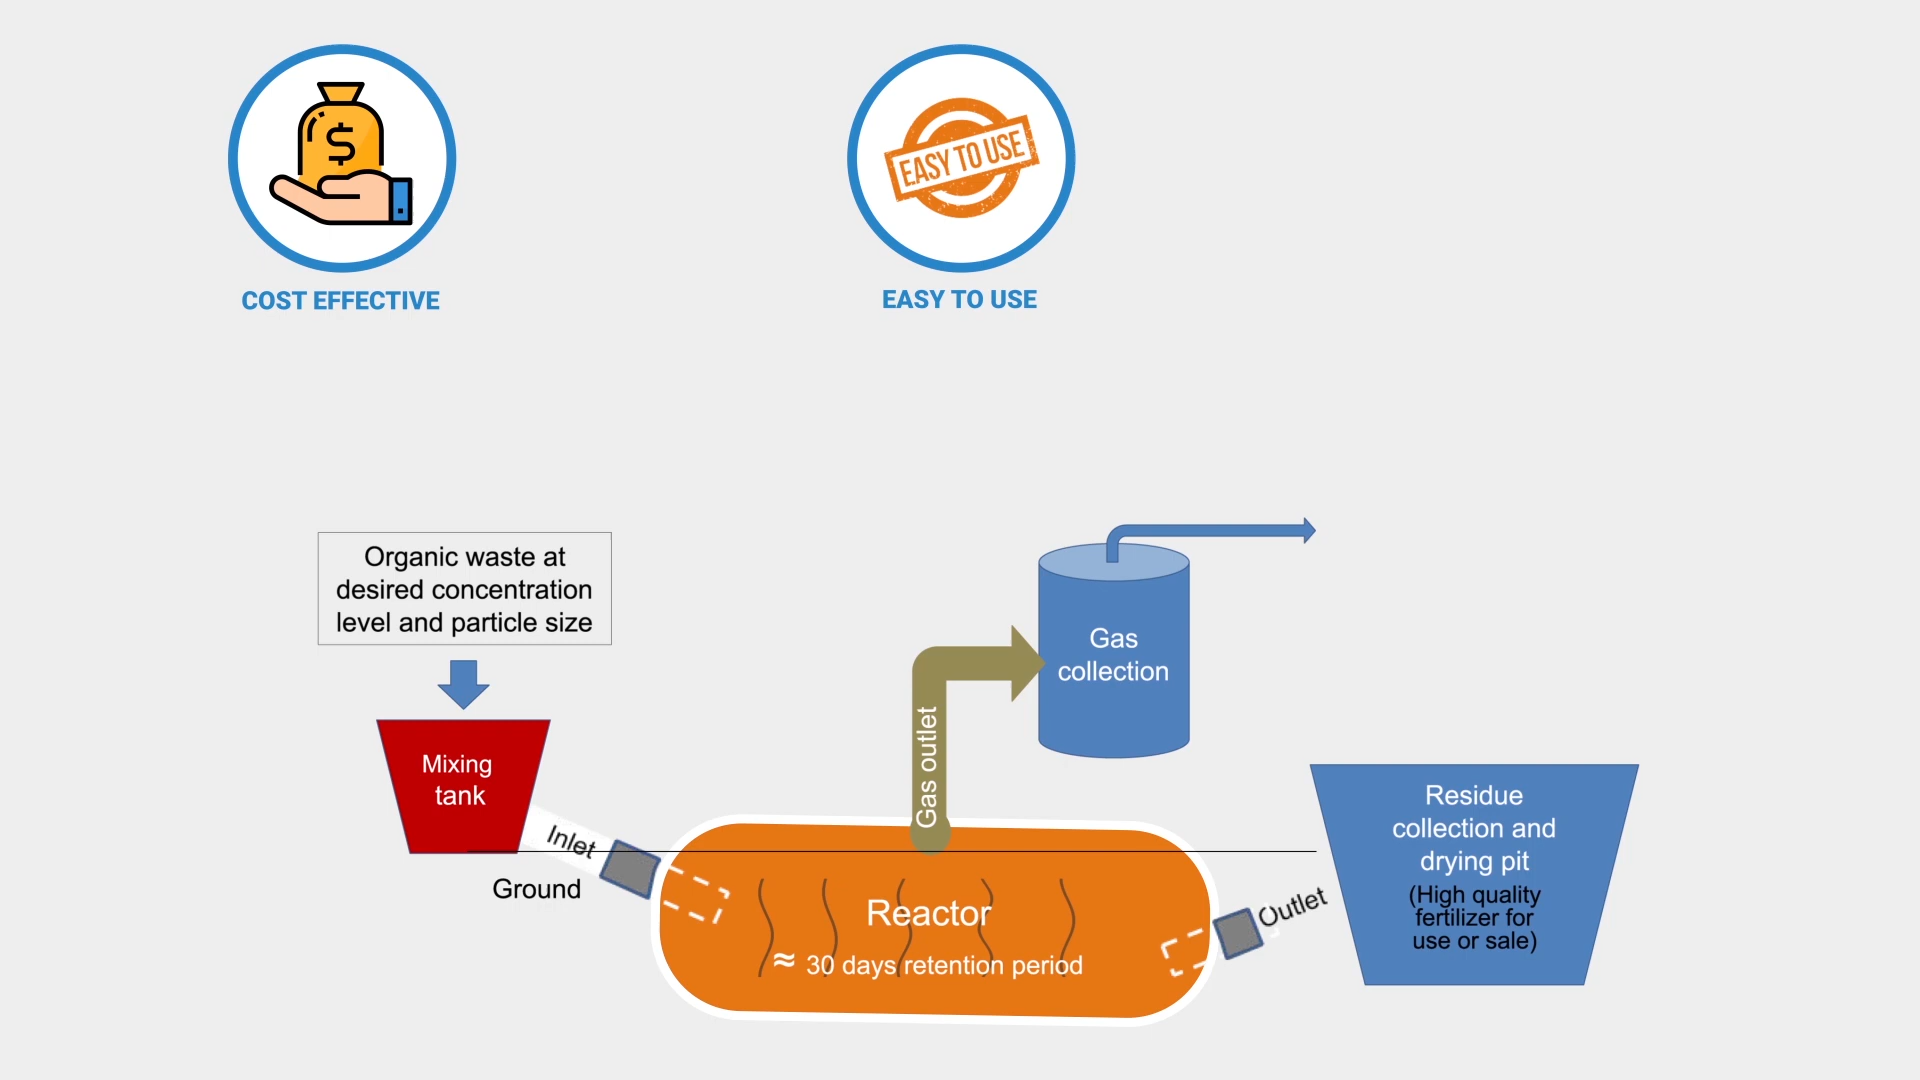 $
EASY TO USE
COST EFFECTIVE
EASY TO USE
Organic waste at
desired concentration
level and particle size
Mixing
tank
Inlet
Ground
Gas outlet
Gas
collection
Reactor
≈ 30 days retention period
Outlet
Residue
collection and
drying pit
(High quality
fertilizer for
use or sale)